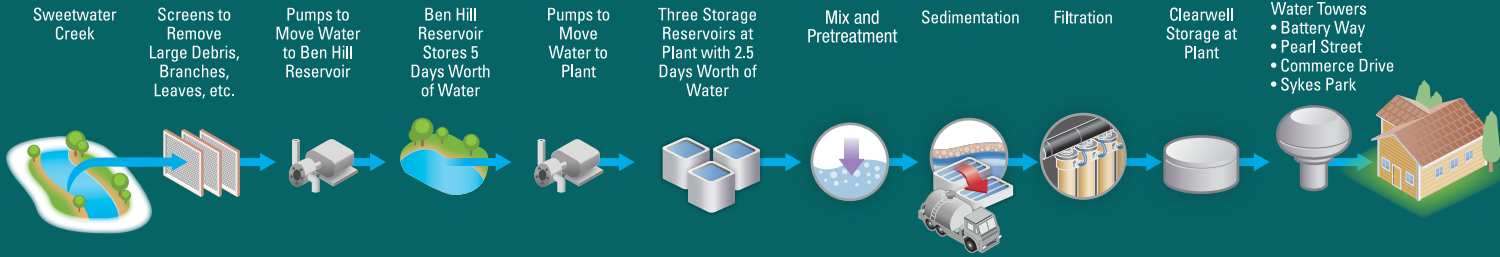 Sweetwater
Creek
Screens to
Remove
Large Debris,
Branches,
Leaves, etc.
Pumps to
Move Water
to Ben Hill
Reservoir
Ben Hill
Reservoir
Stores 5
Days Worth
of Water
Pumps to
Move
Water to
Plant
Three Storage
Reservoirs at
Plant with 2.5
Days Worth of
Water
Mix and
Pretreatment
Sedimentation
Filtration
Clearwell
Storage at
Plant
Water Towers
• Battery Way
• Pearl Street
• Commerce Drive
• Sykes Park